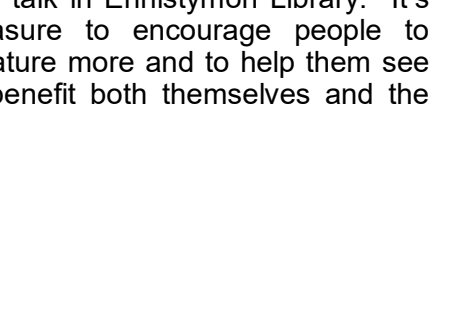 talk in Ennistymon Library. It's
asure to encourage people to
ature more and to help them see
benefit both themselves and the